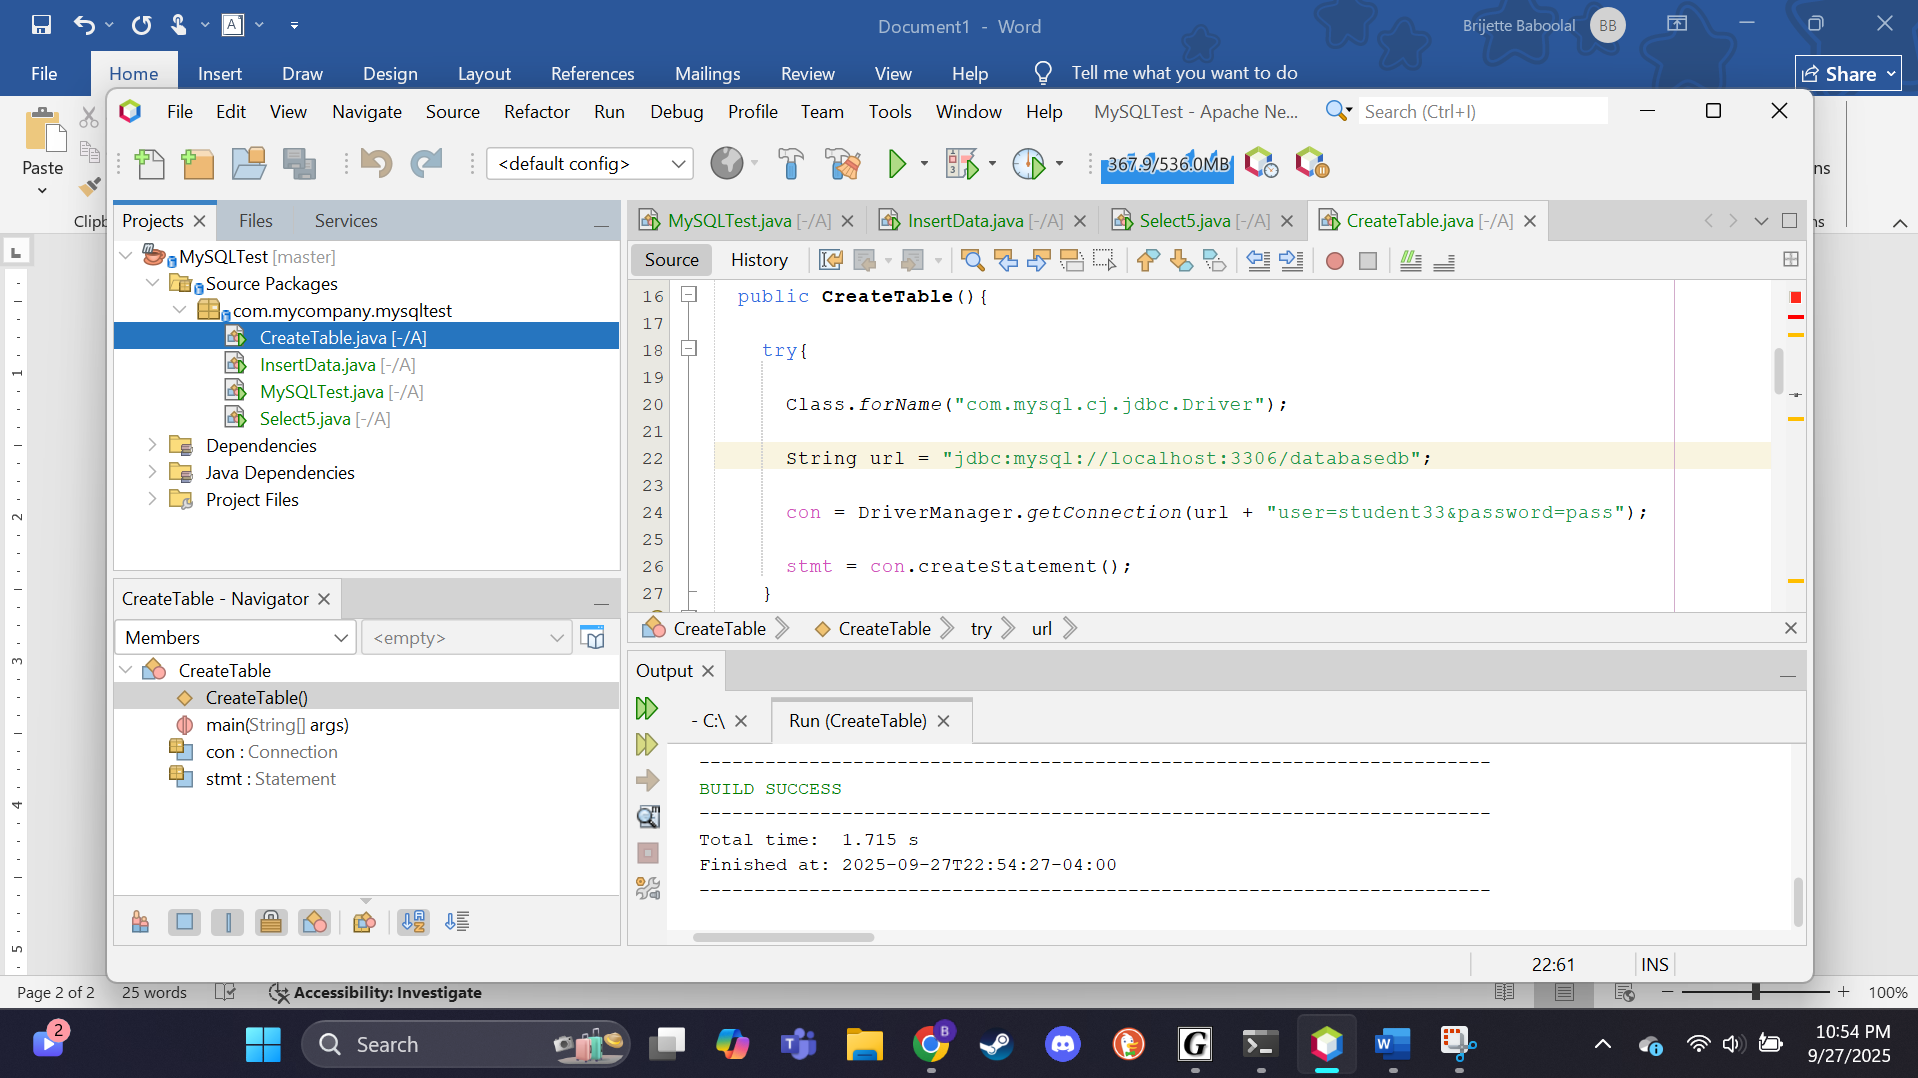 Document1 - Word
Brijette Baboolal BB
File Home Insert Draw Design Layout References Mailings Review View Help Tell me what you want to do Share
Paste
File Edit View Navigate Source Refactor Run Debug Profile Team Tools Window Help MySQLTest - Apache Ne... Search (Ctrl+I)
<default config> 367.9/536.0MB
Projects Files Services
MySQLTest [master]
Source Packages
com.mycompany.mysqltest
CreateTable.java [-/A]
InsertData.java [-/A]
MySQLTest.java [-/A]
Select5.java [-/A]
Dependencies
Java Dependencies
Project Files
MySQLTest.java [-/A] InsertData.java [-/A] Select5.java [-/A] CreateTable.java [-/A]
Source History
16 public CreateTable(){
17
18 try{
19
20 Class.forName("com.mysql.cj.jdbc.Driver");
21
22 String url = "jdbc:mysql://localhost:3306/databasedb";
23
24 con = DriverManager.getConnection(url + "user=student33&password=pass");
25
26 stmt = con.createStatement();
27 }
CreateTable CreateTable try url
CreateTable - Navigator
Members <empty>
CreateTable
CreateTable()
main(String[] args)
con : Connection
stmt : Statement
Output
- C:\ Run (CreateTable)
------------------------------------------------------------------------
BUILD SUCCESS
------------------------------------------------------------------------
Total time: 1.715 s
Finished at: 2025-09-27T22:54:27-04:00
------------------------------------------------------------------------
22:61 INS
Page 2 of 2 25 words Accessibility: Investigate 100%
2 Search
10:54 PM
9/27/2025